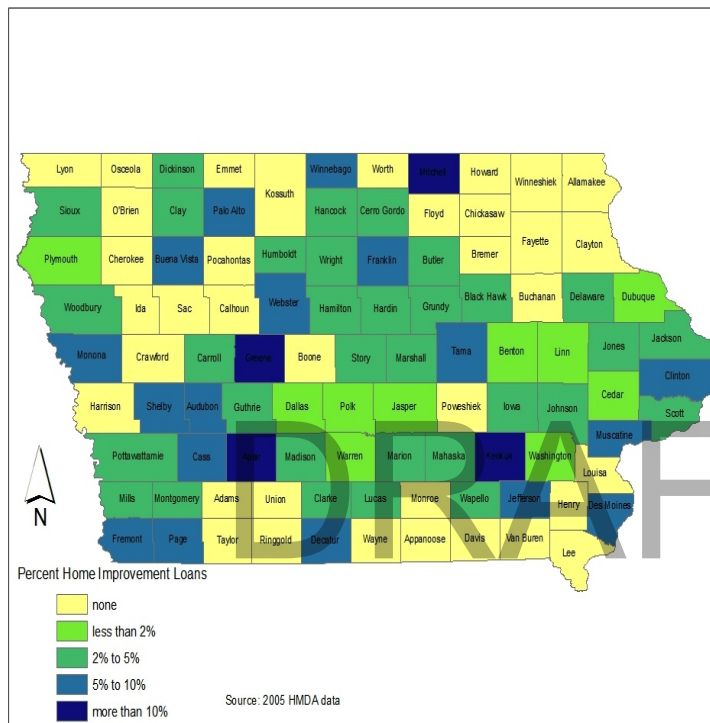 Lyon Osceola Dickinson Emmet Winnebago Worth Mitchell Howard
Kossuth Winneshiek Allamakee
Sioux O'Brien Clay Palo Alto Hancock Cerro Gordo Floyd Chickasaw
Plymouth Cherokee Buena Vista Pocahontas Humboldt Wright Franklin Butler Bremer Fayette Clayton
Woodbury Ida Sac Calhoun Webster Hamilton Hardin Grundy Black Hawk Buchanan Delaware Dubuque
Monona Crawford Carroll Greene Boone Story Marshall Tama Benton Linn Jones Jackson
Clinton
Harrison Shelby Audubon Guthrie Dallas Polk Jasper Poweshiek Iowa Johnson Cedar Scott
Muscatine
Pottawattamie Cass Adair Madison Warren Marion Mahaska Keokuk Washington Louisa
Mills Montgomery Adams Union Clarke Lucas Monroe Wapello Jefferson Henry Des Moines
Fremont Page Taylor Ringgold Decatur Wayne Appanoose Davis Van Buren Lee
DRAF
N
Percent Home Improvement Loans
none
less than 2%
2% to 5%
5% to 10%
more than 10%
Source: 2005 HMDA data